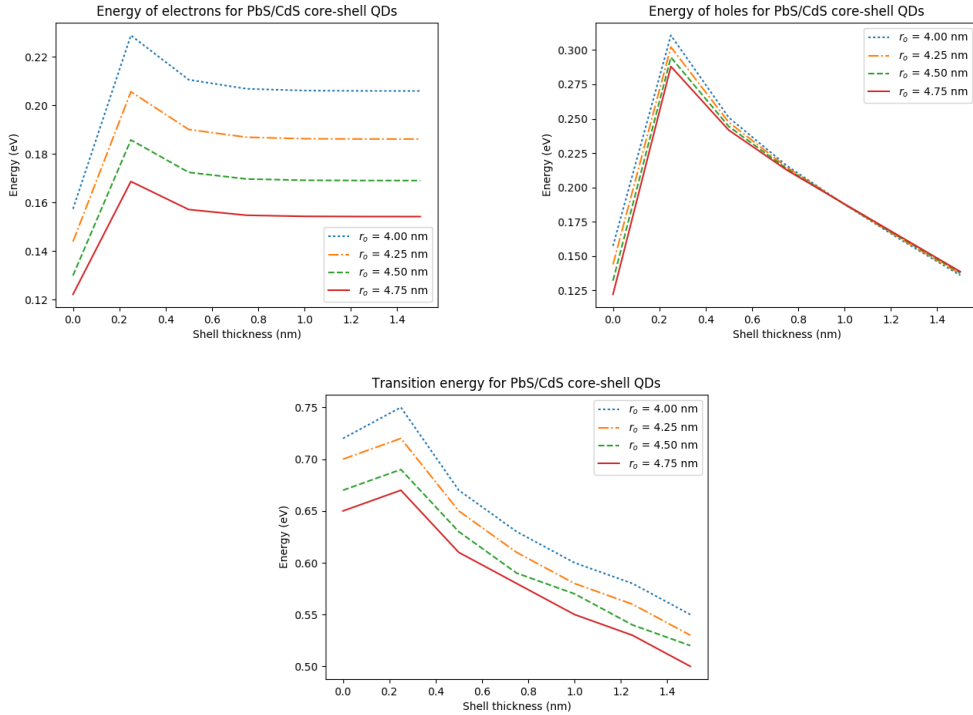 Energy of electrons for PbS/CdS core-shell QDs
Energy (eV)
0.22
0.20
0.18
0.16
0.14
0.12
0.0 0.2 0.4 0.6 0.8 1.0 1.2 1.4
Shell thickness (nm)
r_o = 4.00 nm
r_o = 4.25 nm
r_o = 4.50 nm
r_o = 4.75 nm
Energy of holes for PbS/CdS core-shell QDs
Energy (eV)
0.300
0.275
0.250
0.225
0.200
0.175
0.150
0.125
0.0 0.2 0.4 0.6 0.8 1.0 1.2 1.4
Shell thickness (nm)
r_o = 4.00 nm
r_o = 4.25 nm
r_o = 4.50 nm
r_o = 4.75 nm
Transition energy for PbS/CdS core-shell QDs
Energy (eV)
0.75
0.70
0.65
0.60
0.55
0.50
0.0 0.2 0.4 0.6 0.8 1.0 1.2 1.4
Shell thickness (nm)
r_o = 4.00 nm
r_o = 4.25 nm
r_o = 4.50 nm
r_o = 4.75 nm